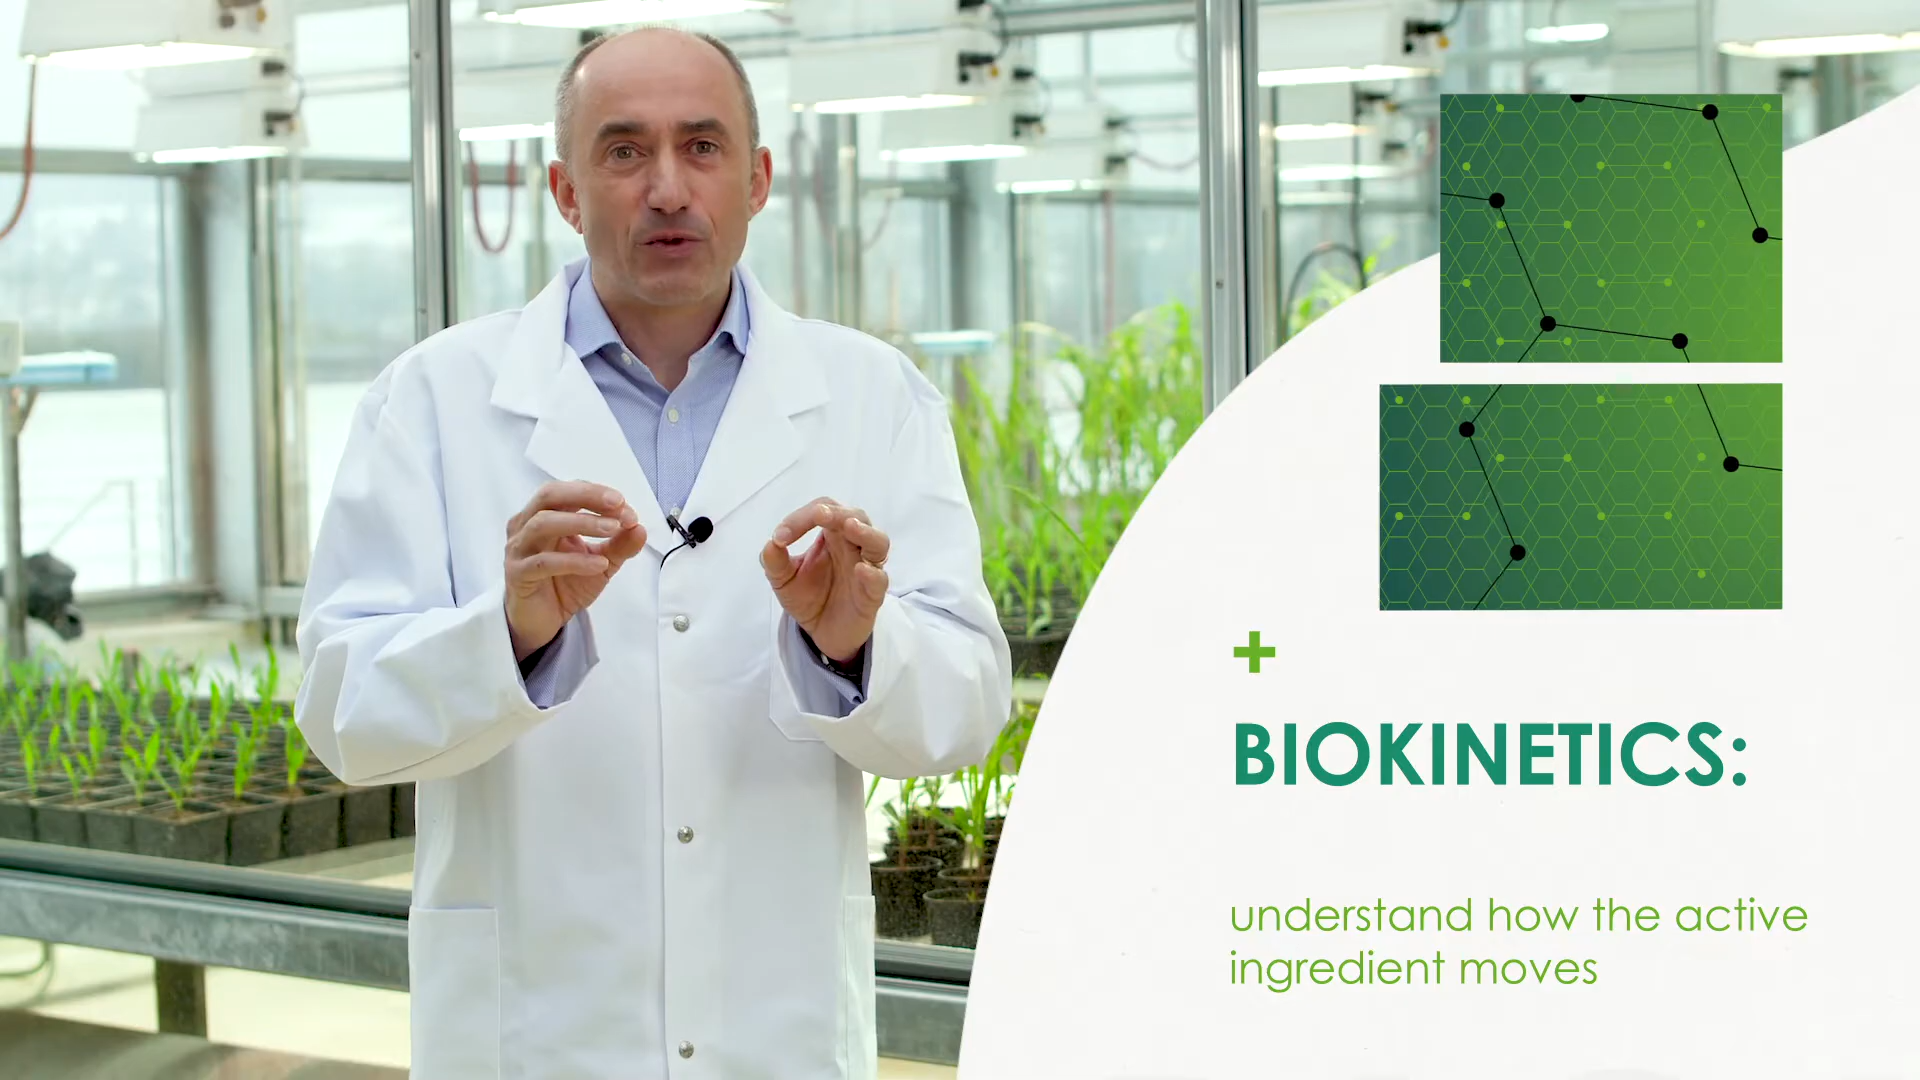 +
BIOKINETICS:
understand how the active
ingredient moves